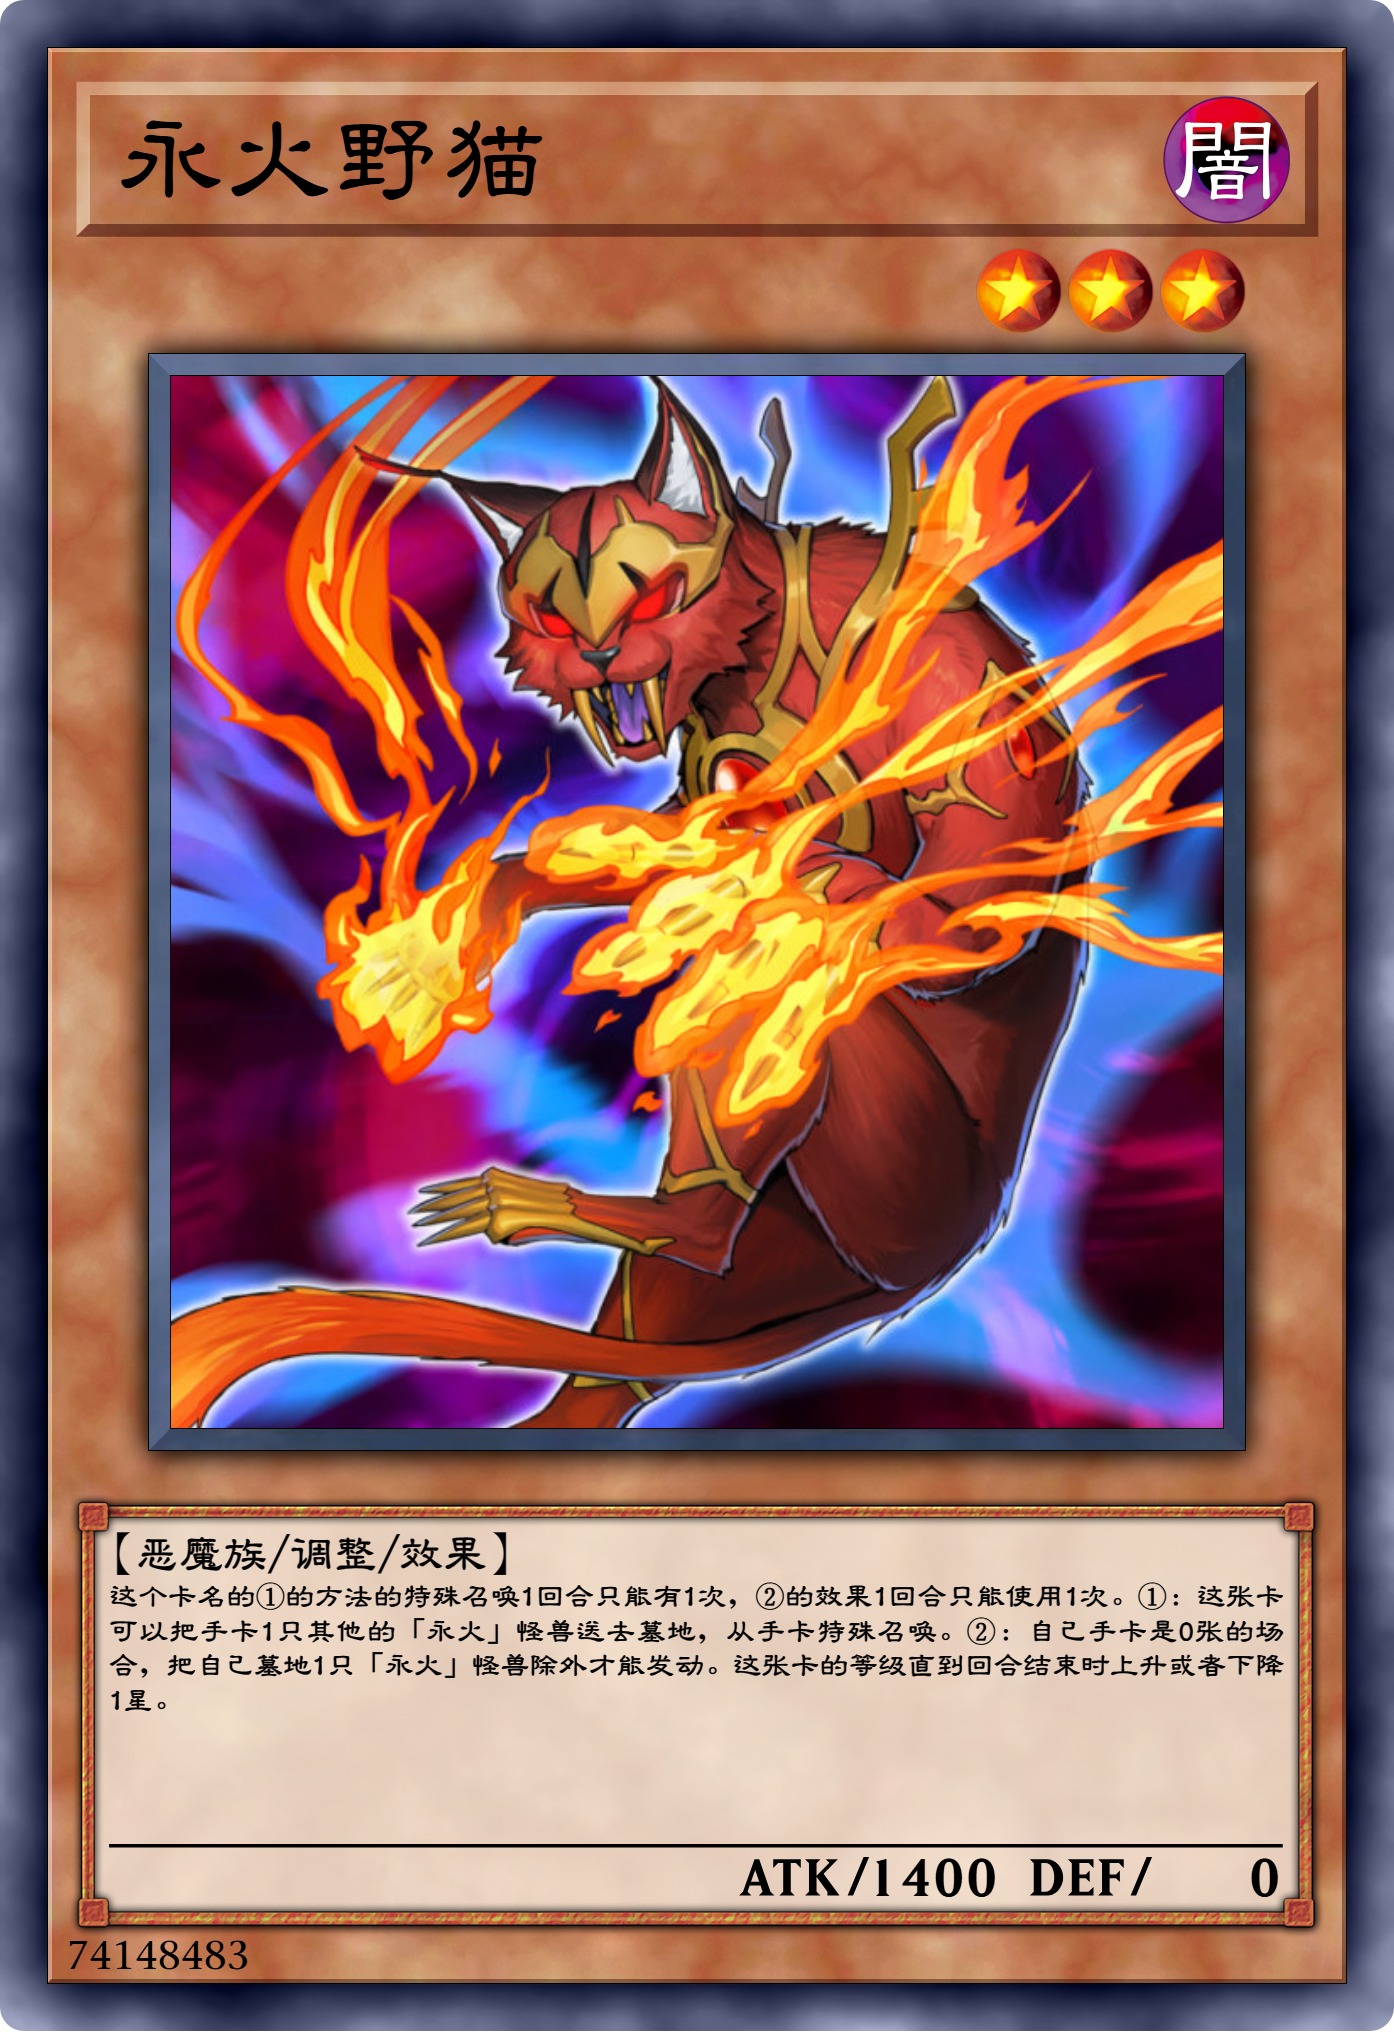 永火野猫
闇
【恶魔族/调整/效果】
这个卡名的①的方法的特殊召唤1回合只能有1次，②的效果1回合只能使用1次。①：这张卡
可以把手卡1只其他的「永火」怪兽送去墓地，从手卡特殊召唤。②：自己手卡是0张的场
合，把自己墓地1只「永火」怪兽除外才能发动。这张卡的等级直到回合结束时上升或者下降
1星。
ATK/1400 DEF/ 0
74148483